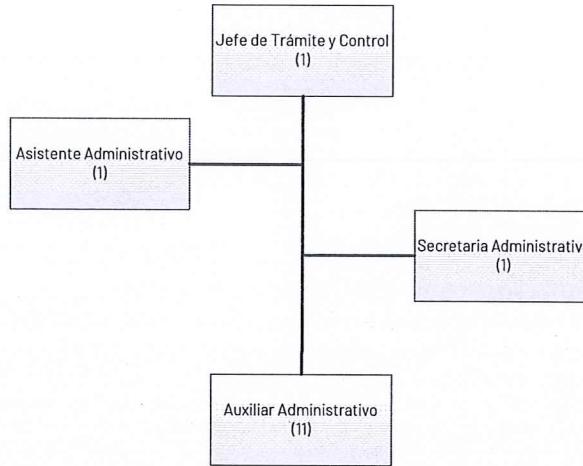 Jefe de Trámite y Control
(1)
Asistente Administrativo
(1)
Secretaria Administrativ
(1)
Auxiliar Administrativo
(11)